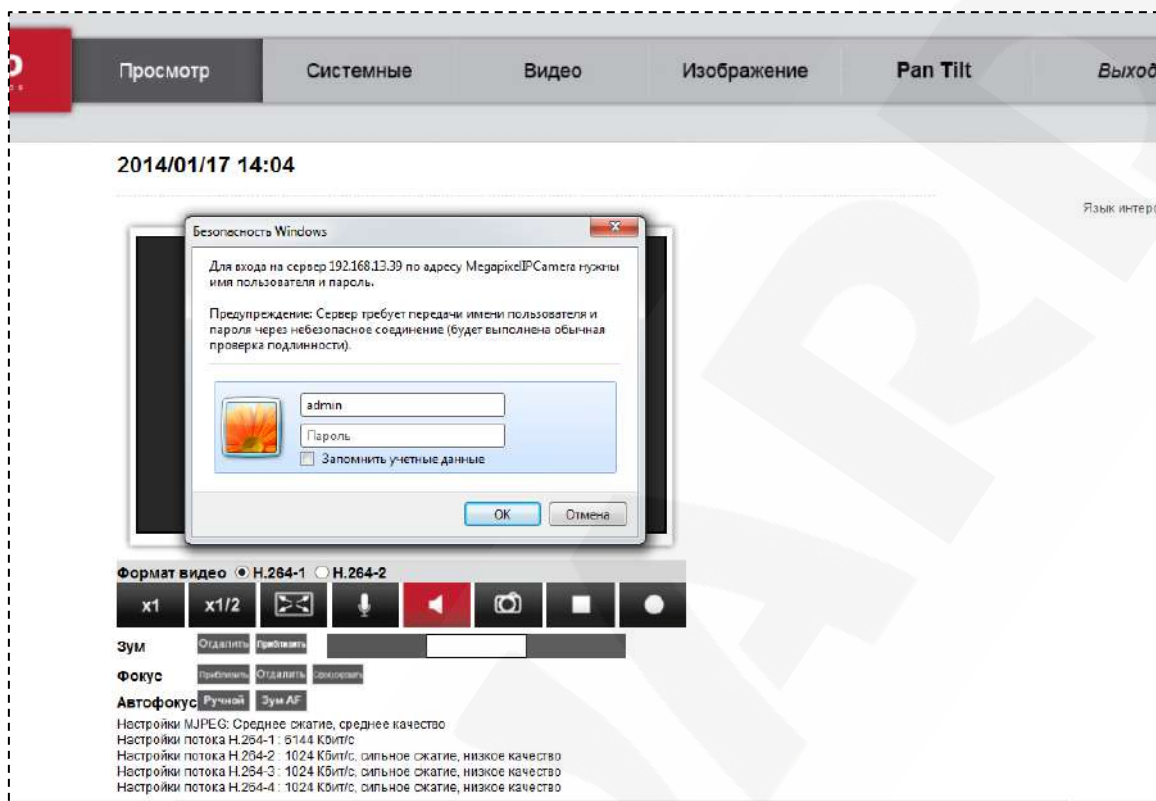 Просмотр Системные Видео Изображение Pan Tilt Выход
2014/01/17 14:04
Язык интер
Безопасность Windows
Для входа на сервер 192.168.13.39 по адресу MegapixelIPCamera нужны
имя пользователя и пароль.
Предупреждение: Сервер требует передачи имени пользователя и
пароля через небезопасное соединение (будет выполнена обычная
проверка подлинности).
admin
Пароль
Запомнить учетные данные
OK Отмена
Формат видео H.264-1 H.264-2
x1 x1/2
Зум Отдалить Приблизить
Фокус Приблизить Отдалить
Автофокус Ручной Зум AF
Настройки MJPEG: Среднее сжатие, среднее качество
Настройки потока H.264-1 : 6144 Кбит/с
Настройки потока H.264-2 : 1024 Кбит/с, сильное сжатие, низкое качество
Настройки потока H.264-3 : 1024 Кбит/с, сильное сжатие, низкое качество
Настройки потока H.264-4 : 1024 Кбит/с, сильное сжатие, низкое качество